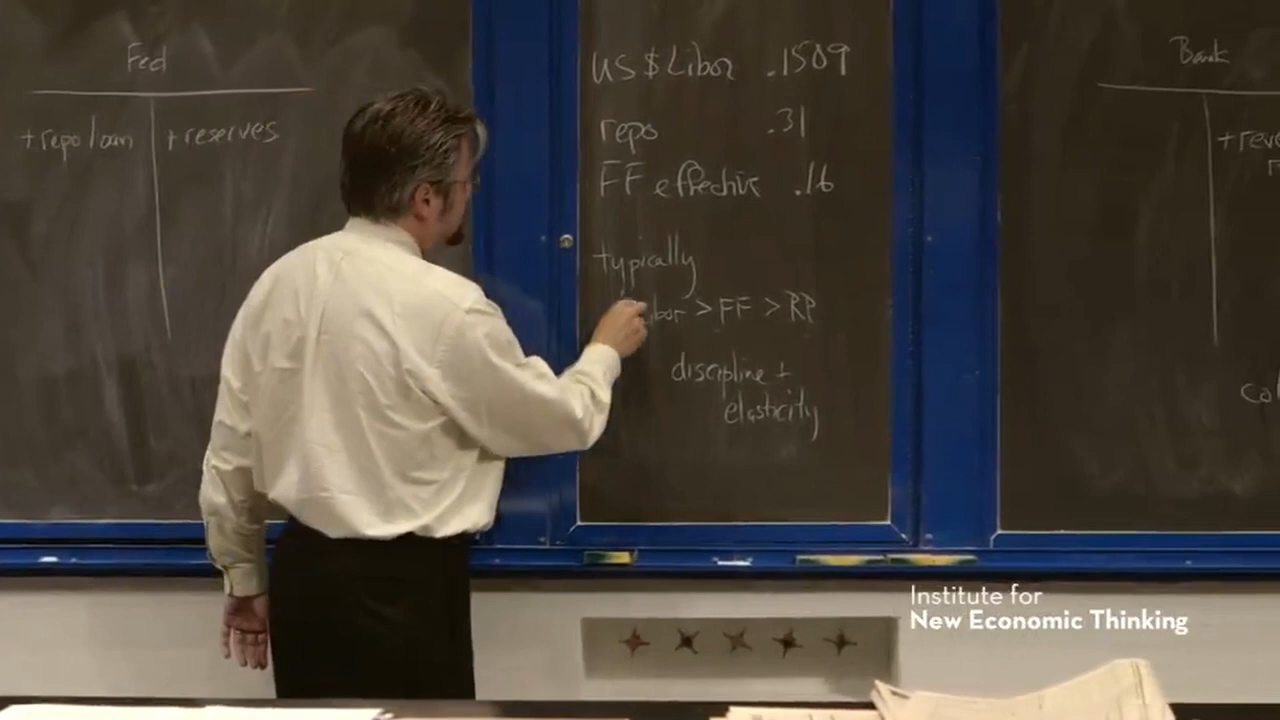 Fed
+repo loan +reserves
US $ Libor .1509
repo .31
FF effective .16
typically
> FF > RP
discipline +
elasticity
Bank
Institute for
New Economic Thinking